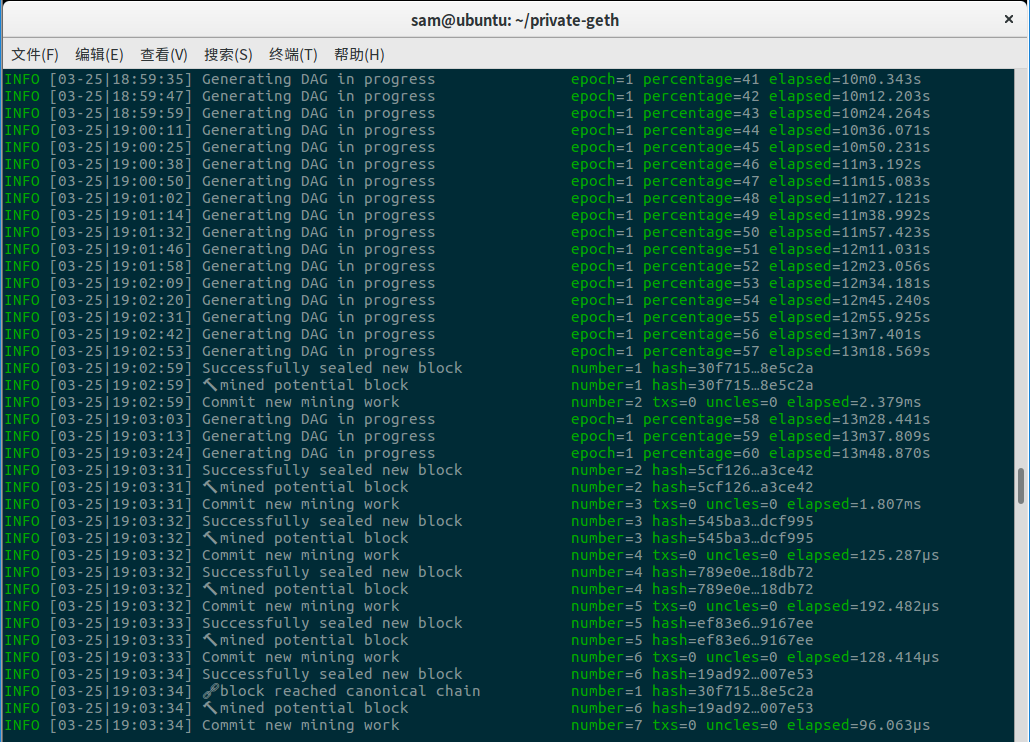 sam@ubuntu: ~/private-geth ×
文件(F) 编辑(E) 查看(V) 搜索(S) 终端(T) 帮助(H)
INFO [03-25|18:59:35] Generating DAG in progress epoch=1 percentage=41 elapsed=10m0.343s
INFO [03-25|18:59:47] Generating DAG in progress epoch=1 percentage=42 elapsed=10m12.203s
INFO [03-25|18:59:59] Generating DAG in progress epoch=1 percentage=43 elapsed=10m24.264s
INFO [03-25|19:00:11] Generating DAG in progress epoch=1 percentage=44 elapsed=10m36.071s
INFO [03-25|19:00:25] Generating DAG in progress epoch=1 percentage=45 elapsed=10m50.231s
INFO [03-25|19:00:38] Generating DAG in progress epoch=1 percentage=46 elapsed=11m3.192s
INFO [03-25|19:00:50] Generating DAG in progress epoch=1 percentage=47 elapsed=11m15.083s
INFO [03-25|19:01:02] Generating DAG in progress epoch=1 percentage=48 elapsed=11m27.121s
INFO [03-25|19:01:14] Generating DAG in progress epoch=1 percentage=49 elapsed=11m38.992s
INFO [03-25|19:01:32] Generating DAG in progress epoch=1 percentage=50 elapsed=11m57.423s
INFO [03-25|19:01:46] Generating DAG in progress epoch=1 percentage=51 elapsed=12m11.031s
INFO [03-25|19:01:58] Generating DAG in progress epoch=1 percentage=52 elapsed=12m23.056s
INFO [03-25|19:02:09] Generating DAG in progress epoch=1 percentage=53 elapsed=12m34.181s
INFO [03-25|19:02:20] Generating DAG in progress epoch=1 percentage=54 elapsed=12m45.240s
INFO [03-25|19:02:31] Generating DAG in progress epoch=1 percentage=55 elapsed=12m55.925s
INFO [03-25|19:02:42] Generating DAG in progress epoch=1 percentage=56 elapsed=13m7.401s
INFO [03-25|19:02:53] Generating DAG in progress epoch=1 percentage=57 elapsed=13m18.569s
INFO [03-25|19:02:59] Successfully sealed new block number=1 hash=30f715…8e5c2a
INFO [03-25|19:02:59] 🔨mined potential block number=1 hash=30f715…8e5c2a
INFO [03-25|19:02:59] Commit new mining work number=2 txs=0 uncles=0 elapsed=2.379ms
INFO [03-25|19:03:03] Generating DAG in progress epoch=1 percentage=58 elapsed=13m28.441s
INFO [03-25|19:03:13] Generating DAG in progress epoch=1 percentage=59 elapsed=13m37.809s
INFO [03-25|19:03:24] Generating DAG in progress epoch=1 percentage=60 elapsed=13m48.870s
INFO [03-25|19:03:31] Successfully sealed new block number=2 hash=5cf126…a3ce42
INFO [03-25|19:03:31] 🔨mined potential block number=2 hash=5cf126…a3ce42
INFO [03-25|19:03:31] Commit new mining work number=3 txs=0 uncles=0 elapsed=1.807ms
INFO [03-25|19:03:32] Successfully sealed new block number=3 hash=545ba3…dcf995
INFO [03-25|19:03:32] 🔨mined potential block number=3 hash=545ba3…dcf995
INFO [03-25|19:03:32] Commit new mining work number=4 txs=0 uncles=0 elapsed=125.287µs
INFO [03-25|19:03:32] Successfully sealed new block number=4 hash=789e0e…18db72
INFO [03-25|19:03:32] 🔨mined potential block number=4 hash=789e0e…18db72
INFO [03-25|19:03:32] Commit new mining work number=5 txs=0 uncles=0 elapsed=192.482µs
INFO [03-25|19:03:33] Successfully sealed new block number=5 hash=ef83e6…9167ee
INFO [03-25|19:03:33] 🔨mined potential block number=5 hash=ef83e6…9167ee
INFO [03-25|19:03:33] Commit new mining work number=6 txs=0 uncles=0 elapsed=128.414µs
INFO [03-25|19:03:34] Successfully sealed new block number=6 hash=19ad92…007e53
INFO [03-25|19:03:34] 🔗block reached canonical chain number=1 hash=30f715…8e5c2a
INFO [03-25|19:03:34] 🔨mined potential block number=6 hash=19ad92…007e53
INFO [03-25|19:03:34] Commit new mining work number=7 txs=0 uncles=0 elapsed=96.063µs